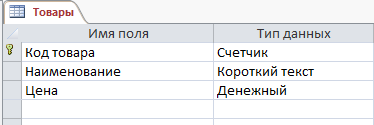 Товары
Имя поля Тип данных
Код товара Счетчик
Наименование Короткий текст
Цена Денежный